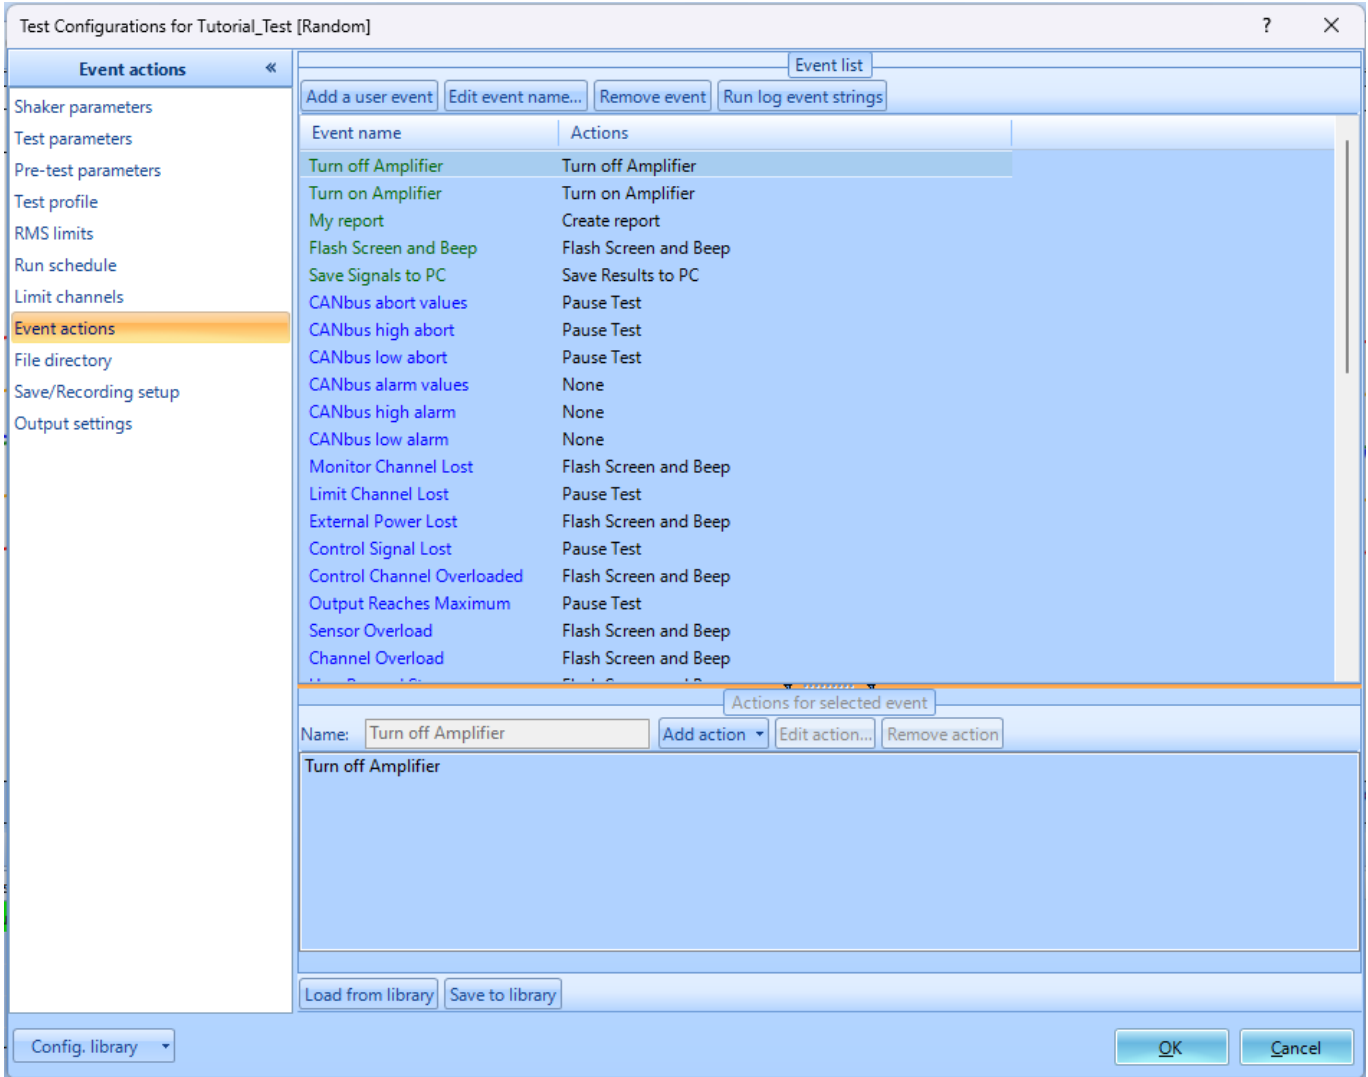 Test Configurations for Tutorial_Test [Random]
?
Event actions «
Shaker parameters
Test parameters
Pre-test parameters
Test profile
RMS limits
Run schedule
Limit channels
Event actions
File directory
Save/Recording setup
Output settings
Event list
Add a user event Edit event name... Remove event Run log event strings
Event name Actions
Turn off Amplifier Turn off Amplifier
Turn on Amplifier Turn on Amplifier
My report Create report
Flash Screen and Beep Flash Screen and Beep
Save Signals to PC Save Results to PC
CANbus abort values Pause Test
CANbus high abort Pause Test
CANbus low abort Pause Test
CANbus alarm values None
CANbus high alarm None
CANbus low alarm None
Monitor Channel Lost Flash Screen and Beep
Limit Channel Lost Pause Test
External Power Lost Flash Screen and Beep
Control Signal Lost Pause Test
Control Channel Overloaded Flash Screen and Beep
Output Reaches Maximum Pause Test
Sensor Overload Flash Screen and Beep
Channel Overload Flash Screen and Beep
Actions for selected event
Name: Turn off Amplifier Add action Edit action... Remove action
Turn off Amplifier
Load from library Save to library
Config. library OK Cancel